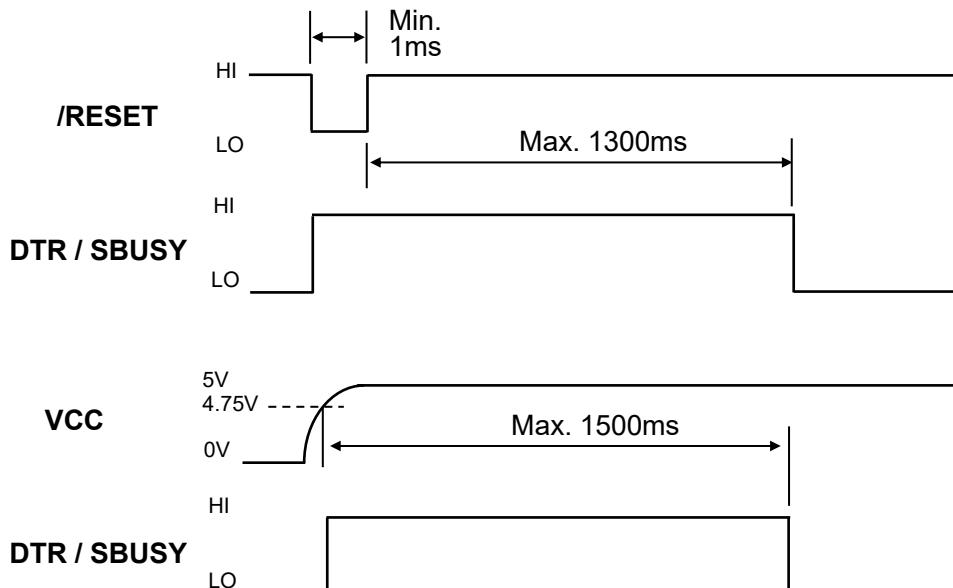 Min.
1ms
HI
/RESET
LO
Max. 1300ms
HI
DTR / SBUSY
LO
5V
4.75V
VCC
Max. 1500ms
0V
HI
DTR / SBUSY
LO